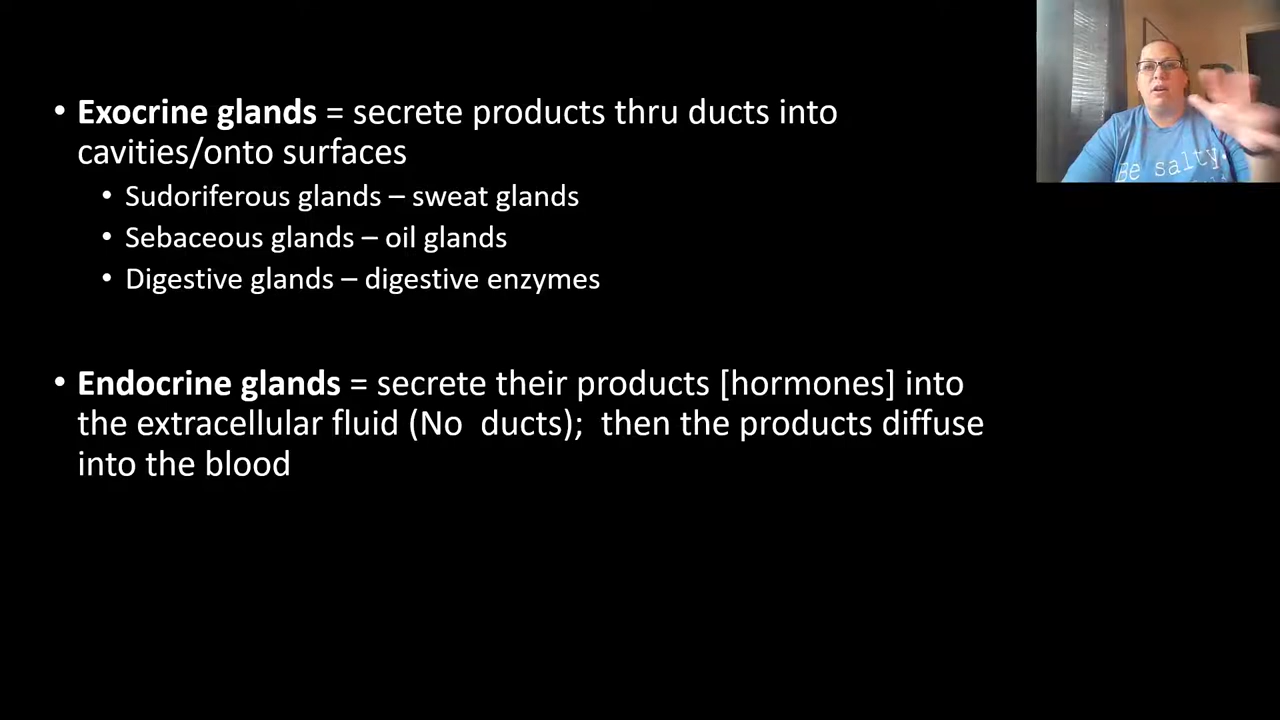 • Exocrine glands = secrete products thru ducts into
cavities/onto surfaces
• Sudoriferous glands – sweat glands
• Sebaceous glands – oil glands
• Digestive glands – digestive enzymes
• Endocrine glands = secrete their products [hormones] into
the extracellular fluid (No  ducts);  then the products diffuse
into the blood
Be salty.